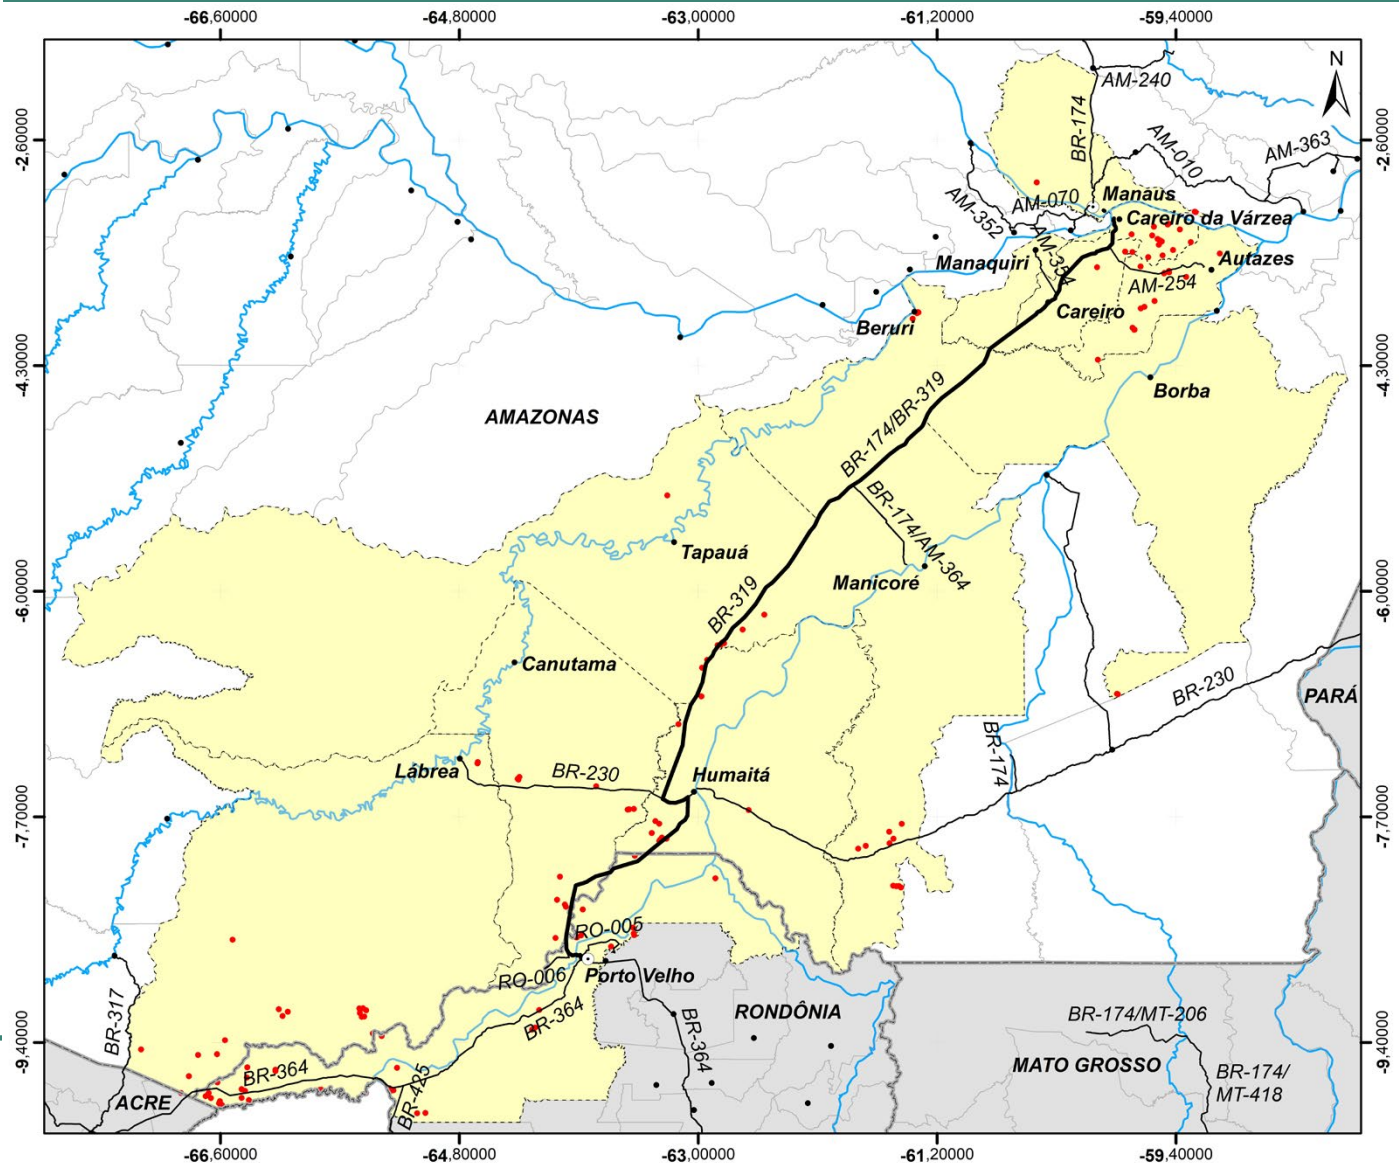 -66,60000
-64,80000
-63,00000
-61,20000
-59,40000
N
AM-240
-2,60000
-2,60000
BR-174
AM-010
AM-363
Manaus
AM-070
AM-352
Careiro da Várzea
AM-354
Manaquiri
Autazes
AM-254
Careiro
Beruri
-4,30000
-4,30000
BR-174/BR-319
Borba
AMAZONAS
BR-174/AM-364
Tapauá
Manicoré
-6,00000
-6,00000
BR-319
Canutama
BR-230
PARÁ
BR-174
Lábrea
BR-230
Humaitá
-7,70000
-7,70000
RO-005
RO-006
Porto Velho
BR-317
BR-364
RONDÔNIA
BR-174/MT-206
BR-364
-9,40000
-9,40000
MATO GROSSO
BR-364
BR-174/
MT-418
BR-425
ACRE
-66,60000
-64,80000
-63,00000
-61,20000
-59,40000